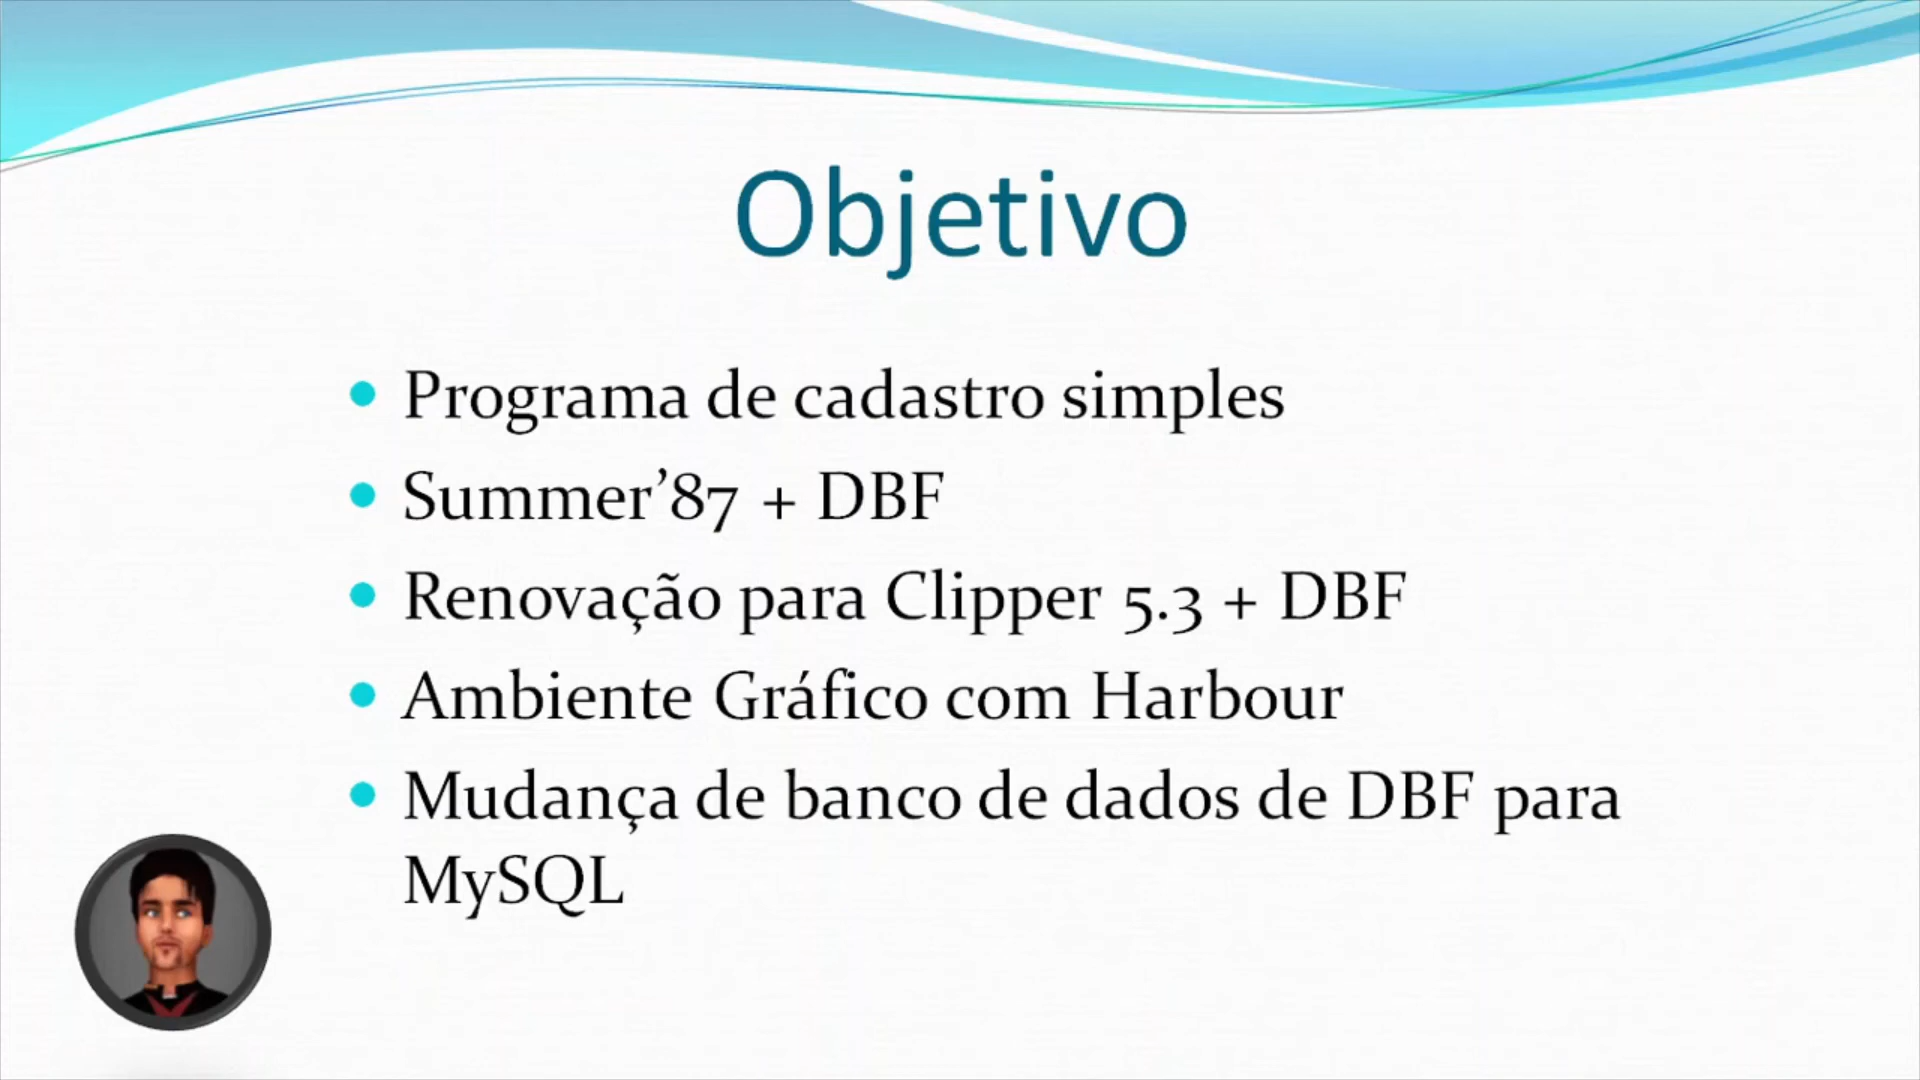 Objetivo
Programa de cadastro simples
Summer’87 + DBF
Renovação para Clipper 5.3 + DBF
Ambiente Gráfico com Harbour
Mudança de banco de dados de DBF para
MySQL